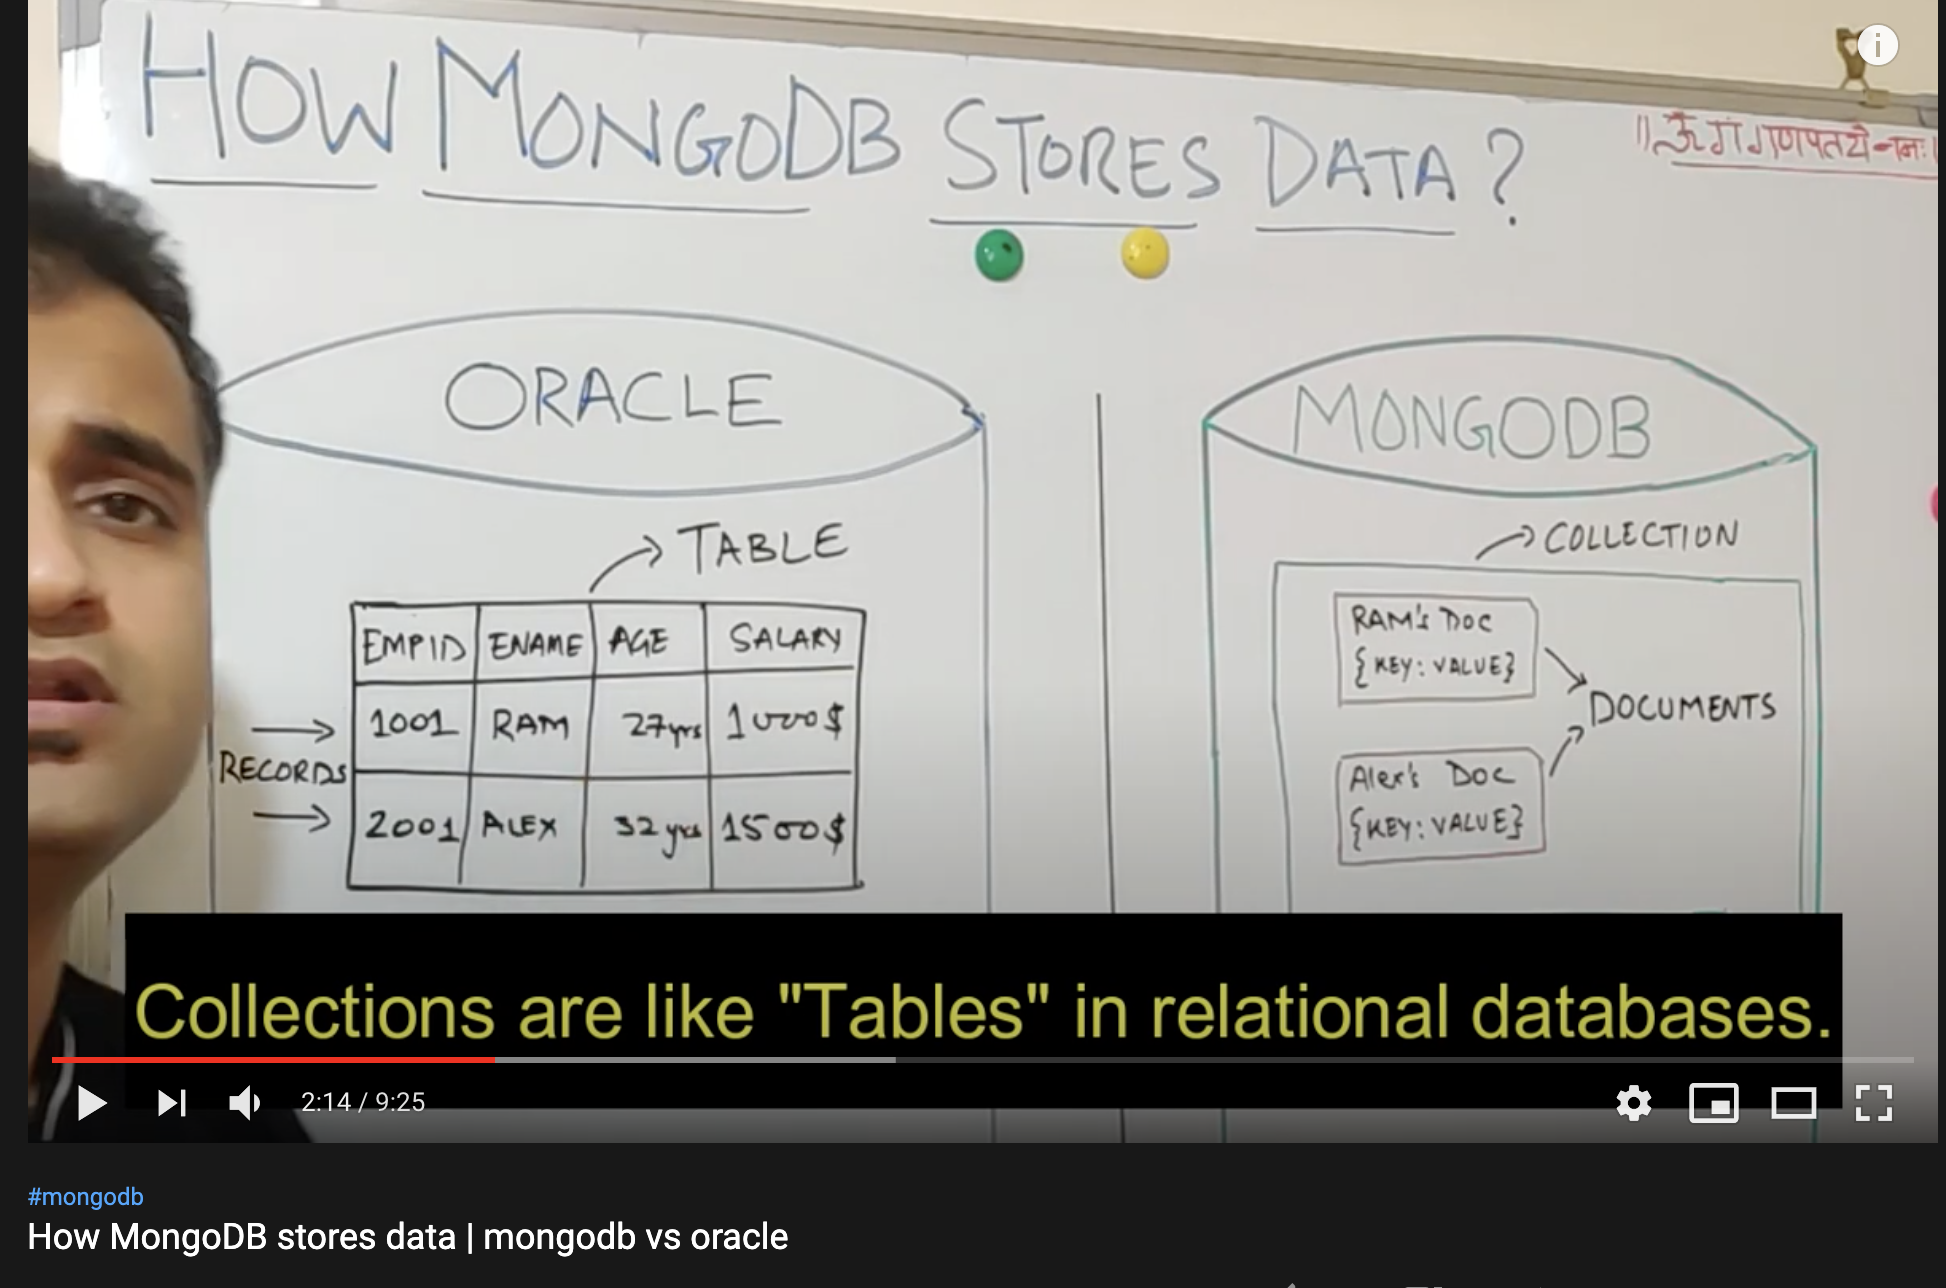 HOW MONGODB STORES DATA ?
॥ ॐ गं गणपतये-नमः ॥
ORACLE
MONGODB
TABLE
EMPID ENAME AGE SALARY
1001 RAM 27yrs 1000$
RECORDS
2001 ALEX 32yrs 1500$
COLLECTION
RAM's Doc
{KEY: VALUE}
DOCUMENTS
Alex's Doc
{KEY: VALUE}
Collections are like "Tables" in relational databases.
2:14 / 9:25
#mongodb
How MongoDB stores data | mongodb vs oracle